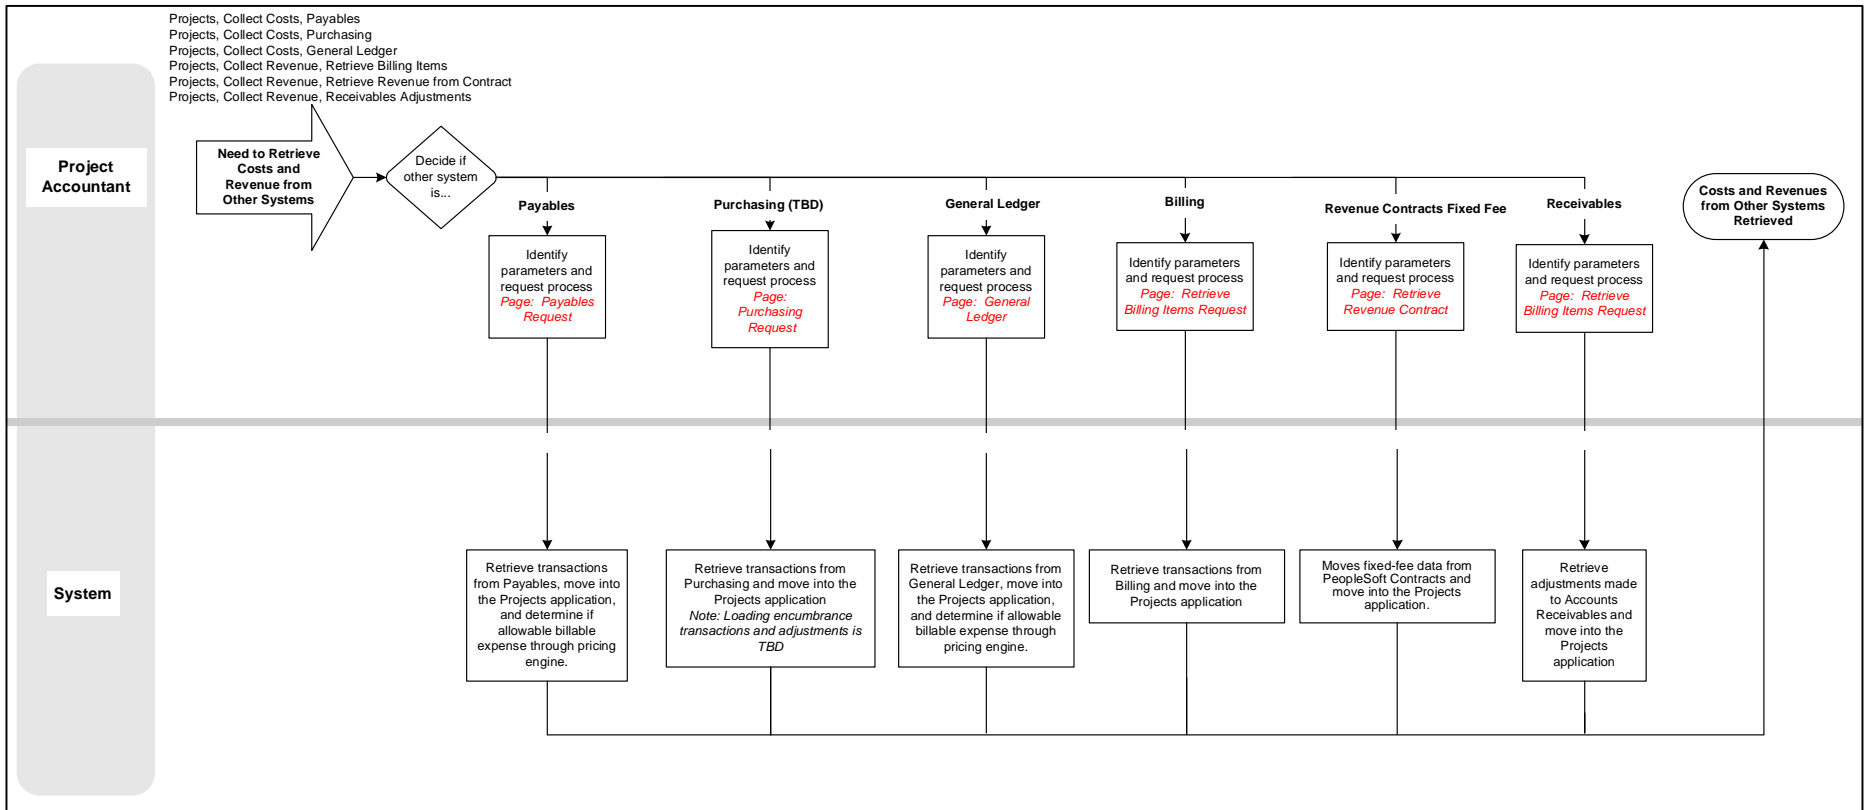 Projects, Collect Costs, Payables
Projects, Collect Costs, Purchasing
Projects, Collect Costs, General Ledger
Projects, Collect Revenue, Retrieve Billing Items
Projects, Collect Revenue, Retrieve Revenue from Contract
Projects, Collect Revenue, Receivables Adjustments
Project
Accountant
Need to Retrieve
Costs and
Revenue from
Other Systems
Decide if
other system
is...
Payables
Purchasing (TBD)
General Ledger
Billing
Revenue Contracts Fixed Fee
Receivables
Costs and Revenues
from Other Systems
Retrieved
Identify
parameters and
request process
Page:  Payables
Request
Identify
parameters and
request process
Page:
Purchasing
Request
Identify
parameters and
request process
Page:  General
Ledger
Identify parameters
and request process
Page:  Retrieve
Billing Items Request
Identify parameters
and request process
Page:  Retrieve
Revenue Contract
Identify parameters
and request process
Page:  Retrieve
Billing Items Request
System
Retrieve transactions
from Payables, move into
the Projects application,
and determine if
allowable billable
expense through pricing
engine.
Retrieve transactions from
Purchasing and move into the
Projects application
Note: Loading encumbrance
transactions and adjustments is
TBD
Retrieve transactions from
General Ledger, move into
the Projects application,
and determine if allowable
billable expense through
pricing engine.
Retrieve transactions from
Billing and move into the
Projects application
Moves fixed-fee data from
PeopleSoft Contracts and
move into the Projects
application.
Retrieve
adjustments made
to Accounts
Receivables and
move into the
Projects
application